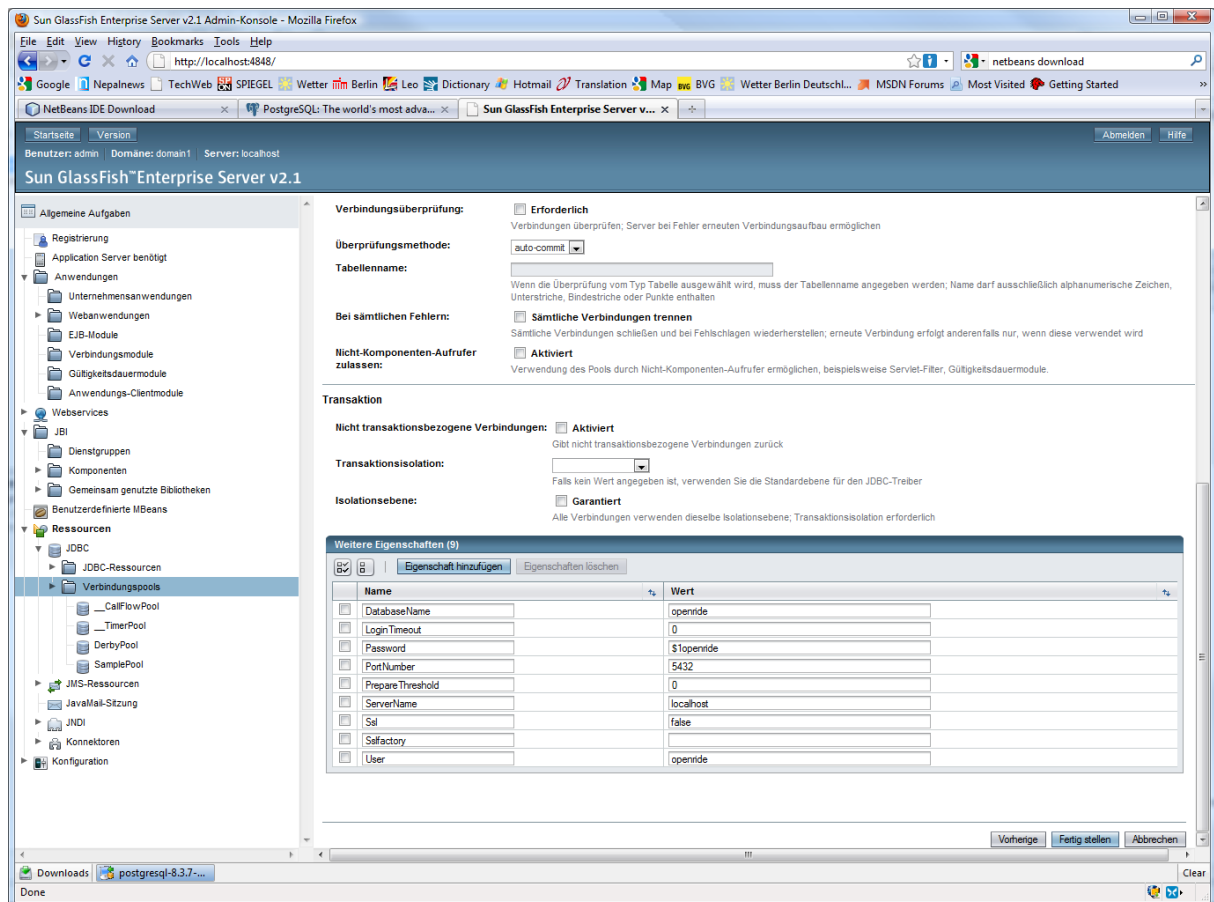 Sun GlassFish Enterprise Server v2.1 Admin-Konsole - Mozilla Firefox
File Edit View History Bookmarks Tools Help
http://localhost:4848/
netbeans download
Google Nepalnews TechWeb SPIEGEL Wetter Berlin Leo Dictionary Hotmail Translation Map BVG Wetter Berlin Deutschl... MSDN Forums Most Visited Getting Started »
NetBeans IDE Download PostgreSQL: The world's most adva... Sun GlassFish Enterprise Server v...
Startseite Version Abmelden Hilfe
Benutzer: admin Domäne: domain1 Server: localhost
Sun GlassFish™Enterprise Server v2.1
Allgemeine Aufgaben
Registrierung
Application Server benötigt
Anwendungen
Unternehmensanwendungen
Webanwendungen
EJB-Module
Verbindungsmodule
Gültigkeitsdauermodule
Anwendungs-Clientmodule
Webservices
JBI
Dienstgruppen
Komponenten
Gemeinsam genutzte Bibliotheken
Benutzerdefinierte MBeans
Ressourcen
JDBC
JDBC-Ressourcen
Verbindungspools
__CallFlowPool
__TimerPool
DerbyPool
SamplePool
JMS-Ressourcen
JavaMail-Sitzung
JNDI
Konnektoren
Konfiguration
Verbindungsüberprüfung: Erforderlich
Verbindungen überprüfen; Server bei Fehler erneuten Verbindungsaufbau ermöglichen
Überprüfungsmethode: auto-commit
Tabellenname:
Wenn die Überprüfung vom Typ Tabelle ausgewählt wird, muss der Tabellenname angegeben werden; Name darf ausschließlich alphanumerische Zeichen,
Unterstriche, Bindestriche oder Punkte enthalten
Bei sämtlichen Fehlern: Sämtliche Verbindungen trennen
Sämtliche Verbindungen schließen und bei Fehlschlagen wiederherstellen; erneute Verbindung erfolgt anderenfalls nur, wenn diese verwendet wird
Nicht-Komponenten-Aufrufer Aktiviert
zulassen: Verwendung des Pools durch Nicht-Komponenten-Aufrufer ermöglichen, beispielsweise Servlet-Filter, Gültigkeitsdauermodule.
Transaktion
Nicht transaktionsbezogene Verbindungen: Aktiviert
Gibt nicht transaktionsbezogene Verbindungen zurück
Transaktionsisolation:
Falls kein Wert angegeben ist, verwenden Sie die Standardebene für den JDBC-Treiber
Isolationsebene: Garantiert
Alle Verbindungen verwenden dieselbe Isolationsebene; Transaktionsisolation erforderlich
Weitere Eigenschaften (9)
Eigenschaft hinzufügen Eigenschaften löschen
Name Wert
DatabaseName openride
LoginTimeout 0
Password $1openride
PortNumber 5432
PrepareThreshold 0
ServerName localhost
Ssl false
Sslfactory
User openride
Vorherige Fertig stellen Abbrechen
Downloads postgresql-8.3.7-... Clear
Done